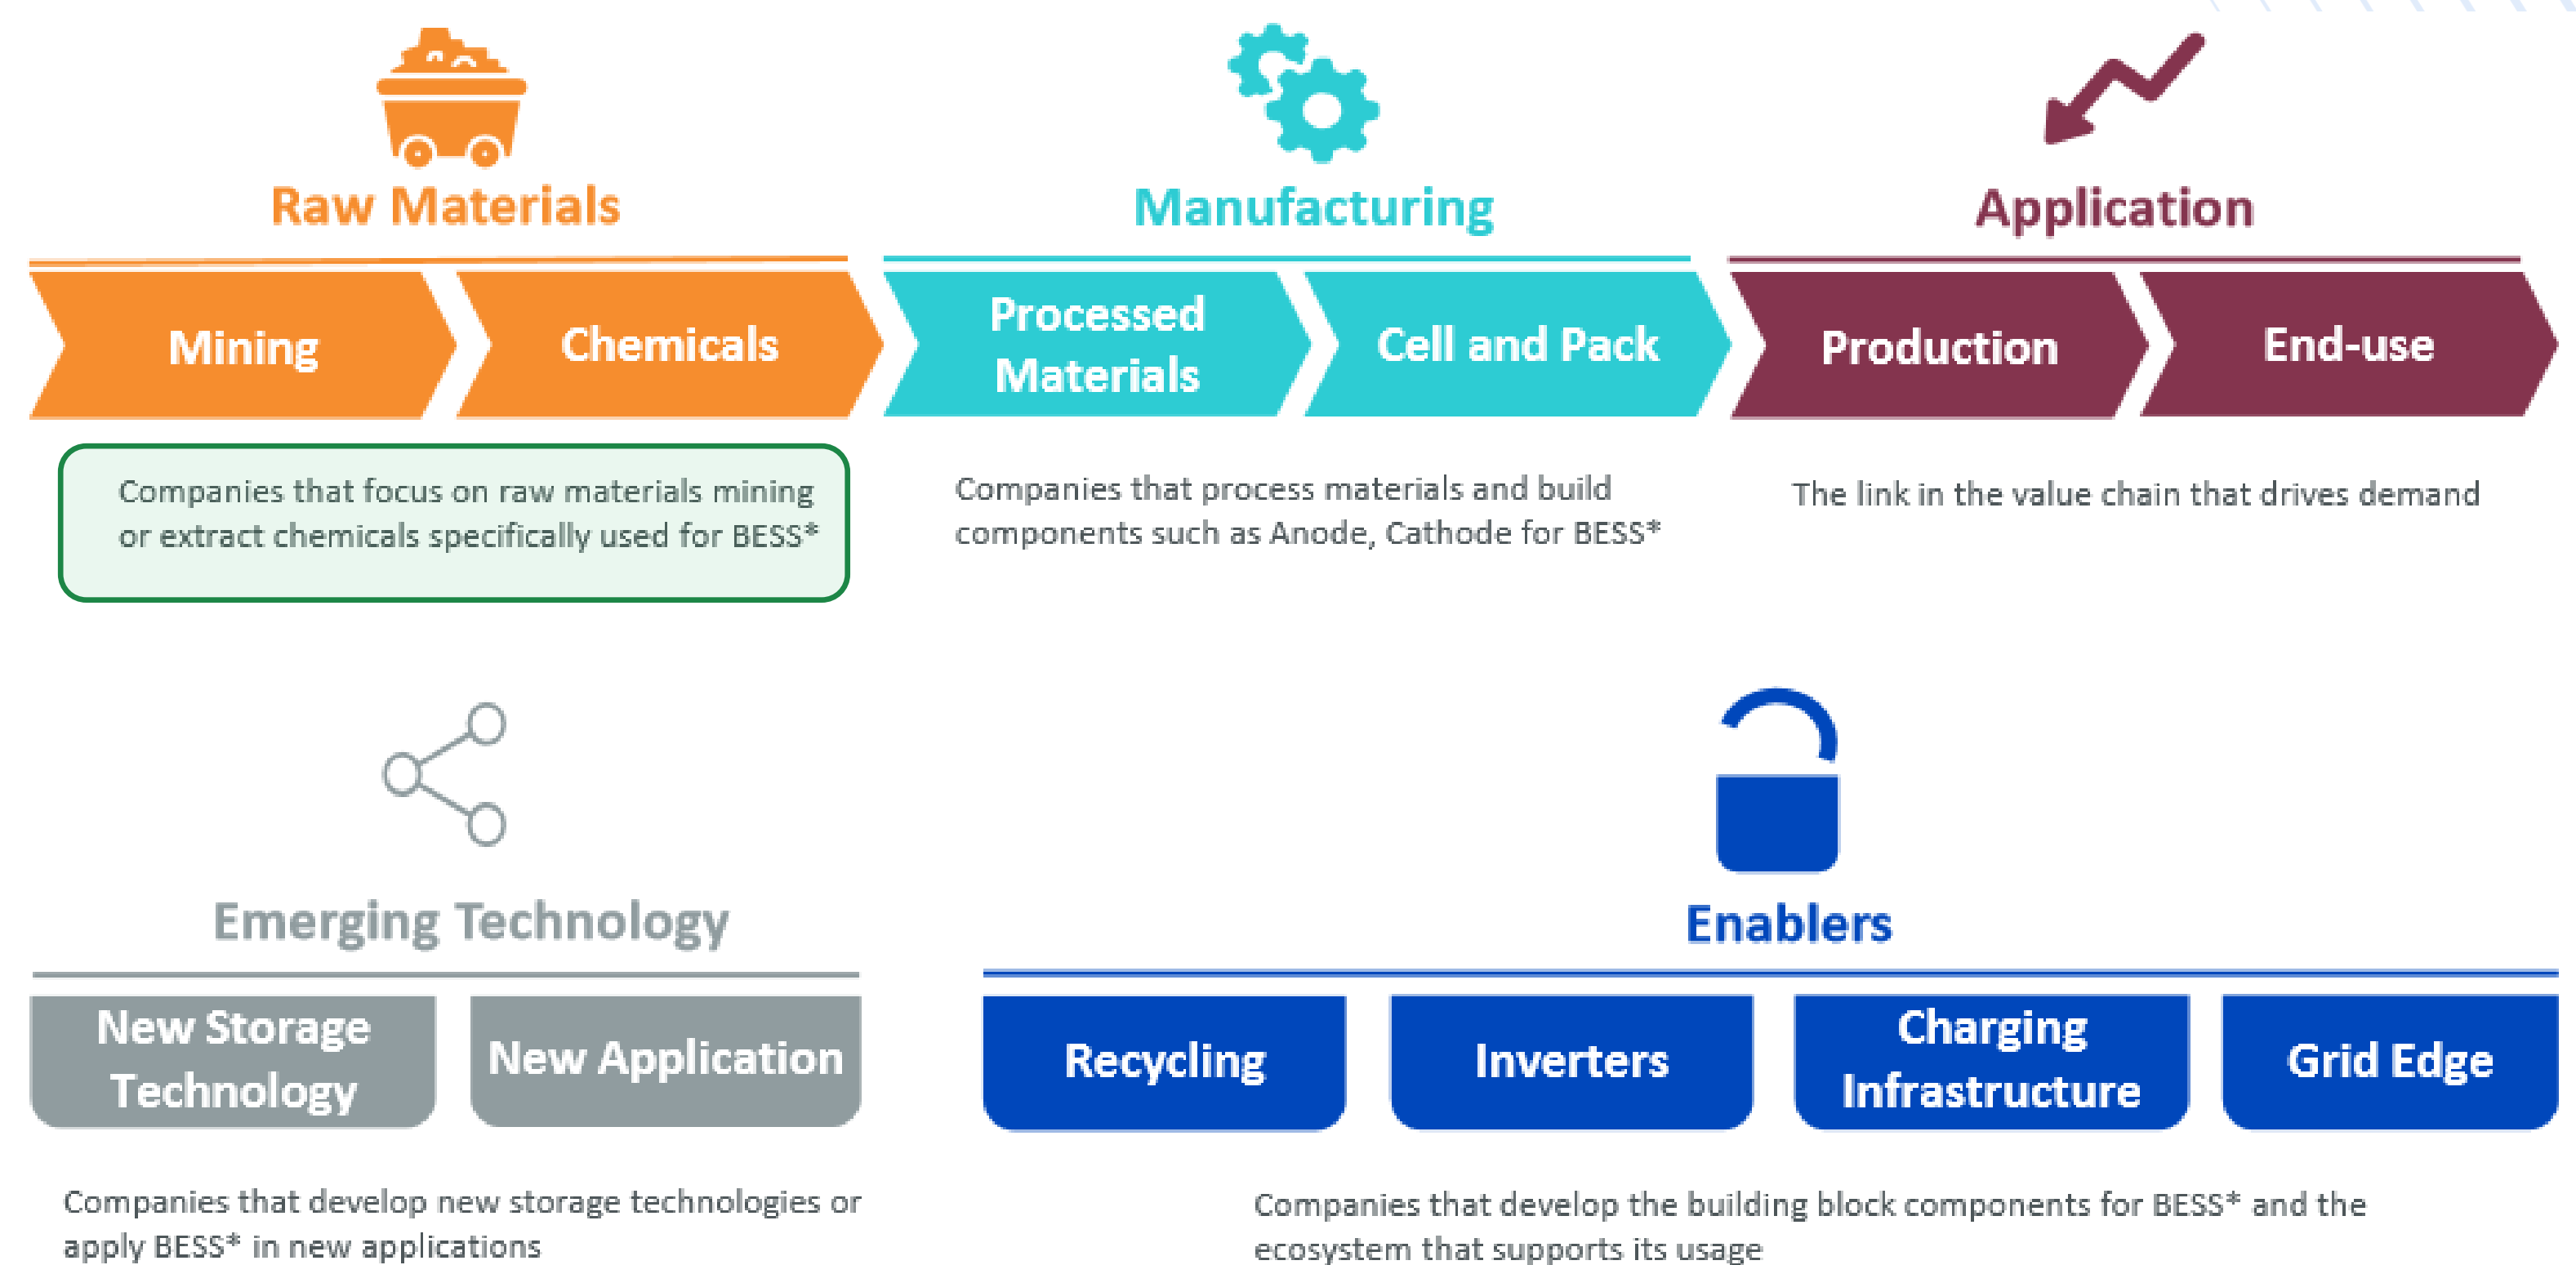 Raw Materials
Manufacturing
Application
Mining
Chemicals
Processed
Materials
Cell and Pack
Production
End-use
Companies that focus on raw materials mining
or extract chemicals specifically used for BESS*
Companies that process materials and build
components such as Anode, Cathode for BESS*
The link in the value chain that drives demand
Emerging Technology
Enablers
New Storage
Technology
New Application
Recycling
Inverters
Charging
Infrastructure
Grid Edge
Companies that develop new storage technologies or
apply BESS* in new applications
Companies that develop the building block components for BESS* and the
ecosystem that supports its usage